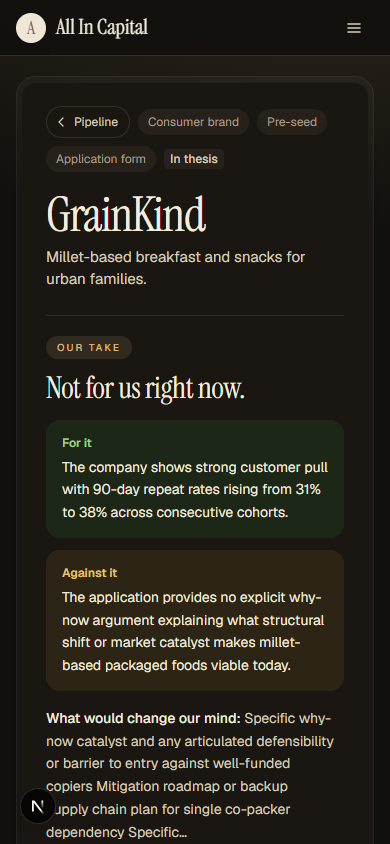 A All In Capital
Pipeline Consumer brand Pre-seed
Application form In thesis
GrainKind
Millet-based breakfast and snacks for
urban families.
OUR TAKE
Not for us right now.
For it
The company shows strong customer pull
with 90-day repeat rates rising from 31%
to 38% across consecutive cohorts.
Against it
The application provides no explicit why-
now argument explaining what structural
shift or market catalyst makes millet-
based packaged foods viable today.
What would change our mind: Specific why-
now catalyst and any articulated defensibility
or barrier to entry against well-funded
copiers Mitigation roadmap or backup
supply chain plan for single co-packer
dependency Specific...
N